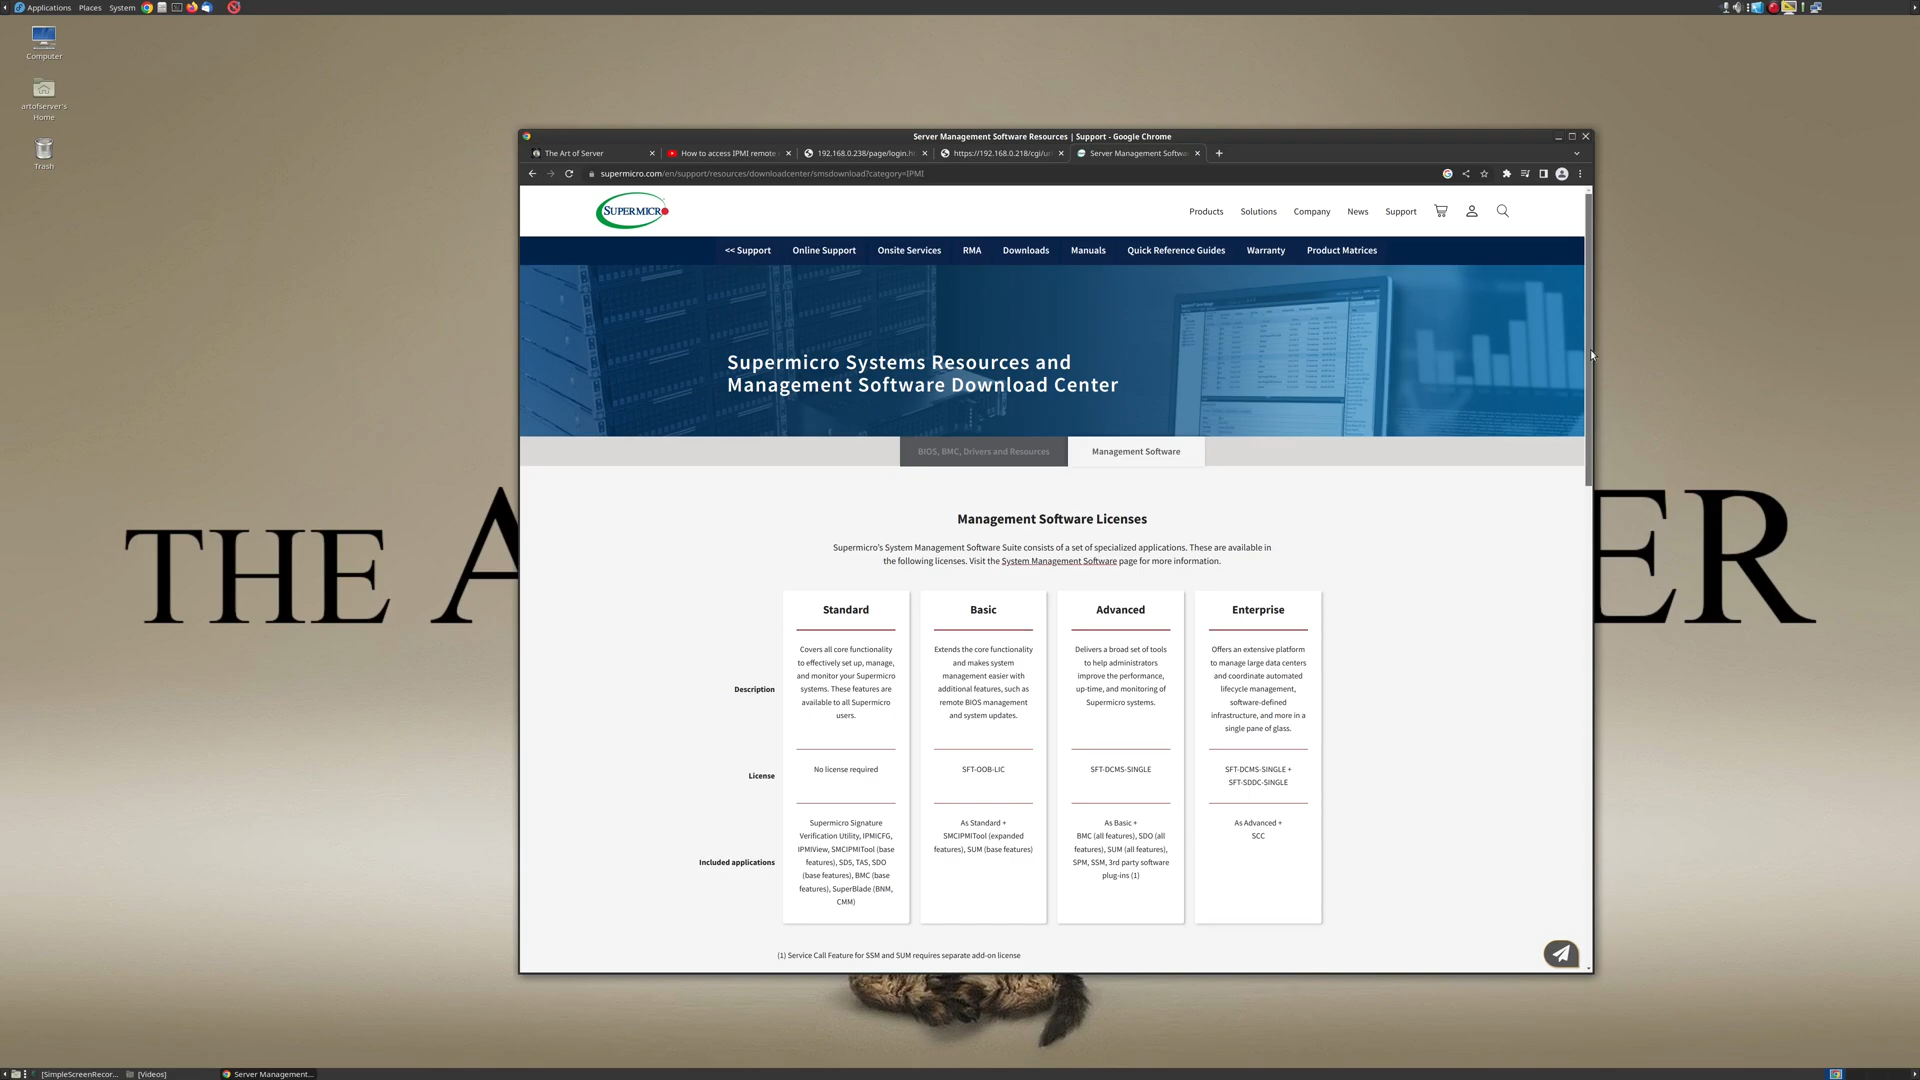 Applications Places System
Computer
artofserver's
Home
Trash
Server Management Software Resources | Support - Google Chrome
The Art of Server
How to access IPMI remote
192.168.0.238/page/login.h
https://192.168.0.218/cgi/u
Server Management Softwa
supermicro.com/en/support/resources/downloadcenter/smsdownload?category=IPMI
SUPERMICRO
Products Solutions Company News Support
<< Support Online Support Onsite Services RMA Downloads Manuals Quick Reference Guides Warranty Product Matrices
Supermicro Systems Resources and
Management Software Download Center
BIOS, BMC, Drivers and Resources Management Software
THE A
ER
Management Software Licenses
Supermicro's System Management Software Suite consists of a set of specialized applications. These are available in
the following licenses. Visit the System Management Software page for more information.
Standard Basic Advanced Enterprise
Description
Covers all core functionality
to effectively set up, manage,
and monitor your Supermicro
systems. These features are
available to all Supermicro
users.
Extends the core functionality
and makes system
management easier with
additional features, such as
remote BIOS management
and system updates.
Delivers a broad set of tools
to help administrators
improve the performance,
up-time, and monitoring of
Supermicro systems.
Offers an extensive platform
to manage large data centers
and coordinate automated
lifecycle management,
software-defined
infrastructure, and more in a
single pane of glass.
License
No license required
SFT-OOB-LIC
SFT-DCMS-SINGLE
SFT-DCMS-SINGLE +
SFT-SDDC-SINGLE
Included applications
Supermicro Signature
Verification Utility, IPMICFG,
IPMIView, SMCIPMITool (base
features), SD5, TAS, SDO
(base features), BMC (base
features), SuperBlade (BNM,
CMM)
As Standard +
SMCIPMITool (expanded
features), SUM (base features)
As Basic +
BMC (all features), SDO (all
features), SUM (all features),
SPM, SSM, 3rd party software
plug-ins (1)
As Advanced +
SCC
(1) Service Call Feature for SSM and SUM requires separate add-on license
[SimpleScreenRecor... [Videos] Server Management...